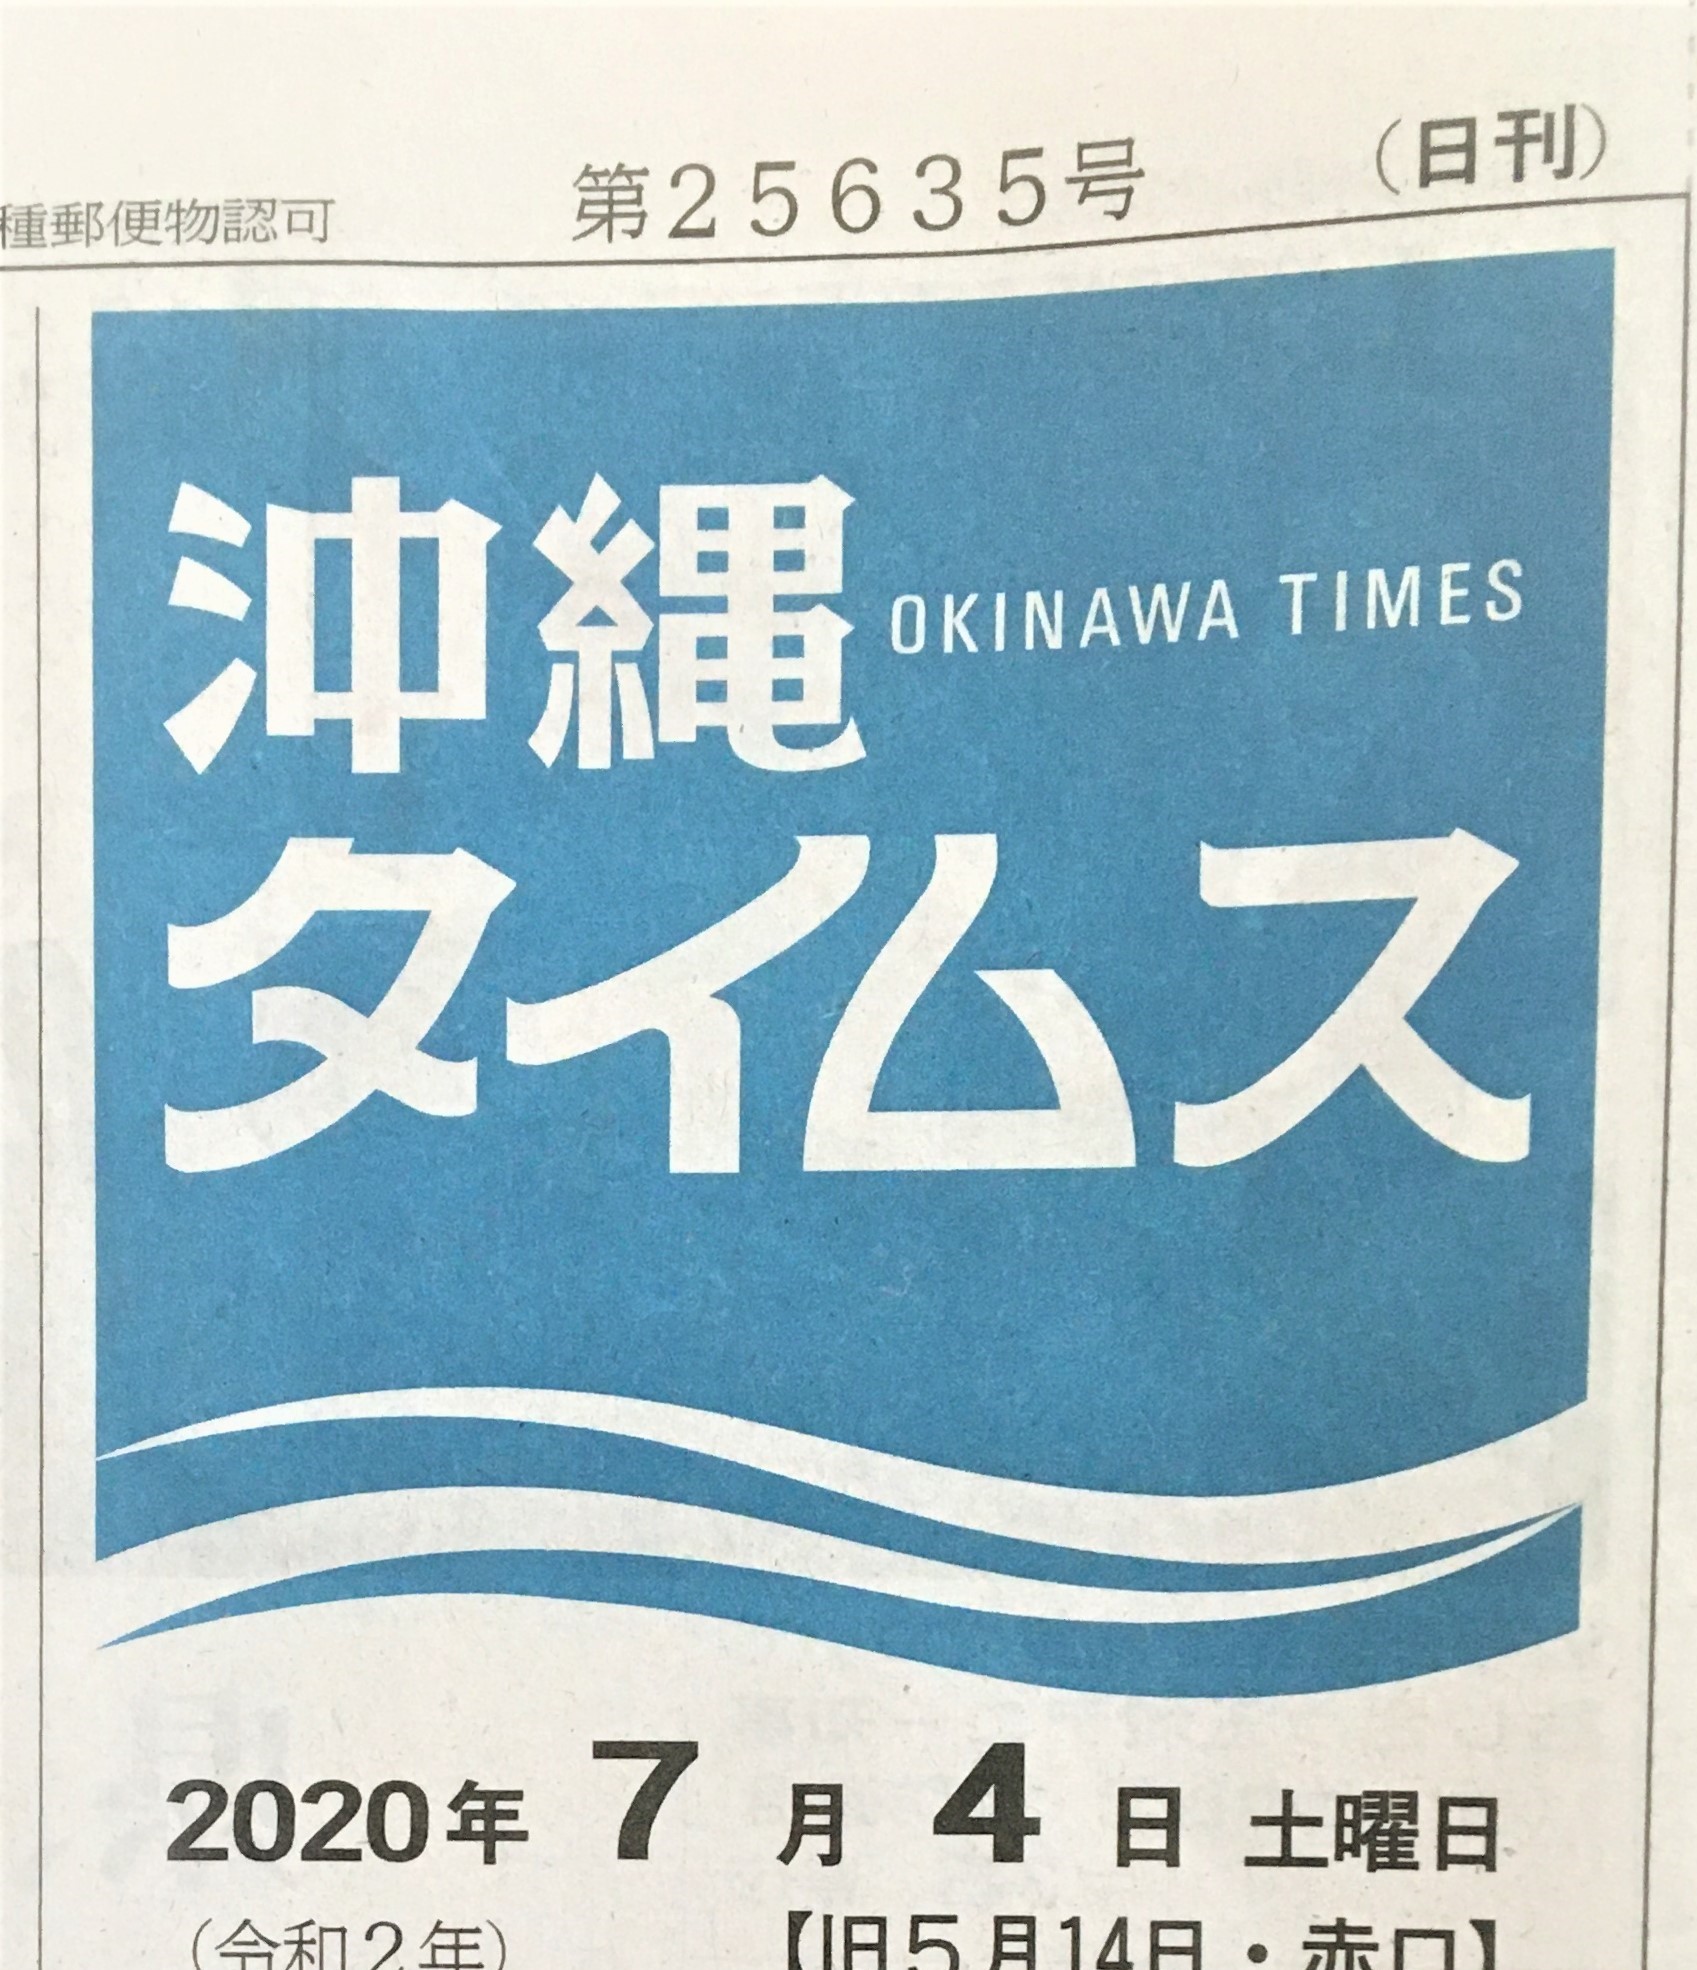 種郵便物認可 第25635号 (日刊)
沖縄 OKINAWA TIMES
タイムス
2020年 7月 4日 土曜日
(令和2年) 【旧5月14日・赤口】